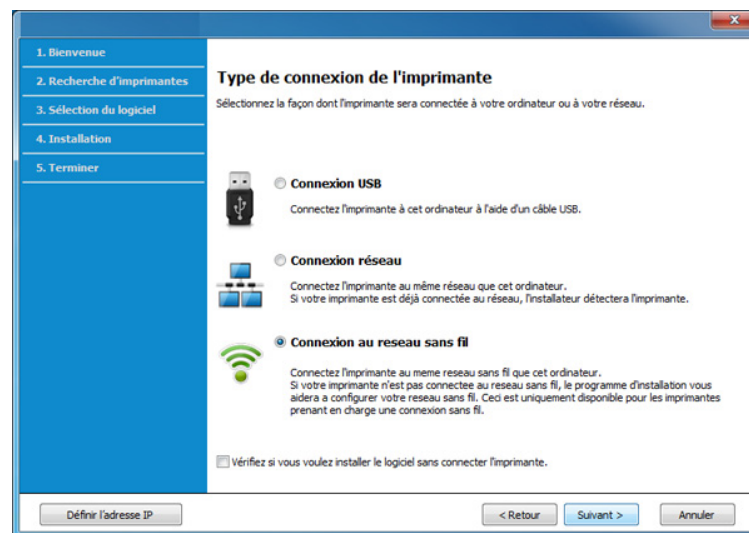 1. Bienvenue
2. Recherche d'imprimantes
3. Sélection du logiciel
4. Installation
5. Terminer
Type de connexion de l'imprimante
Sélectionnez la façon dont l'imprimante sera connectée à votre ordinateur ou à votre réseau.
Connexion USB
Connectez l'imprimante à cet ordinateur à l'aide d'un câble USB.
Connexion réseau
Connectez l'imprimante au même réseau que cet ordinateur.
Si votre imprimante est déjà connectée au réseau, l'installateur détectera l'imprimante.
Connexion au reseau sans fil
Connectez l'imprimante au meme reseau sans fil que cet ordinateur.
Si votre imprimante n'est pas connectee au reseau sans fil, le programme d'installation vous
aidera a configurer votre reseau sans fil. Ceci est uniquement disponible pour les imprimantes
prenant en charge une connexion sans fil.
Vérifiez si vous voulez installer le logiciel sans connecter l'imprimante.
Définir l'adresse IP
< Retour
Suivant >
Annuler